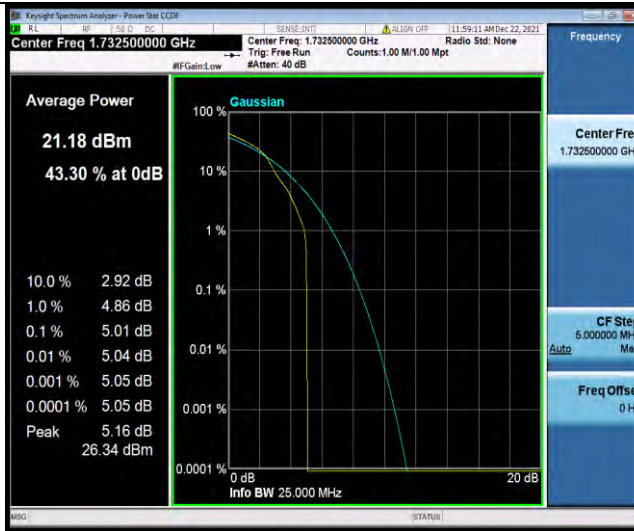 Keysight Spectrum Analyzer - Power Stat CCDF
RL RF 50 Ω DC SENSE:INT ALIGN OFF 11:59:11 AM Dec 22, 2021
Center Freq 1.732500000 GHz
Center Freq: 1.732500000 GHz Radio Std: None
Trig: Free Run Counts:1.00 M/1.00 Mpt
#IFGain:Low #Atten: 40 dB
Frequency
Average Power
21.18 dBm
43.30 % at 0dB
10.0 % 2.92 dB
1.0 % 4.86 dB
0.1 % 5.01 dB
0.01 % 5.04 dB
0.001 % 5.05 dB
0.0001 % 5.05 dB
Peak 5.16 dB
26.34 dBm
Gaussian
100 %
10 %
1 %
0.1 %
0.01 %
0.001 %
0.0001 %
0 dB 20 dB
Info BW 25.000 MHz
Center Fre
1.732500000 GH
CF Ste
5.000000 MH
Auto Ma
Freq Offse
0 H
MSG STATUS